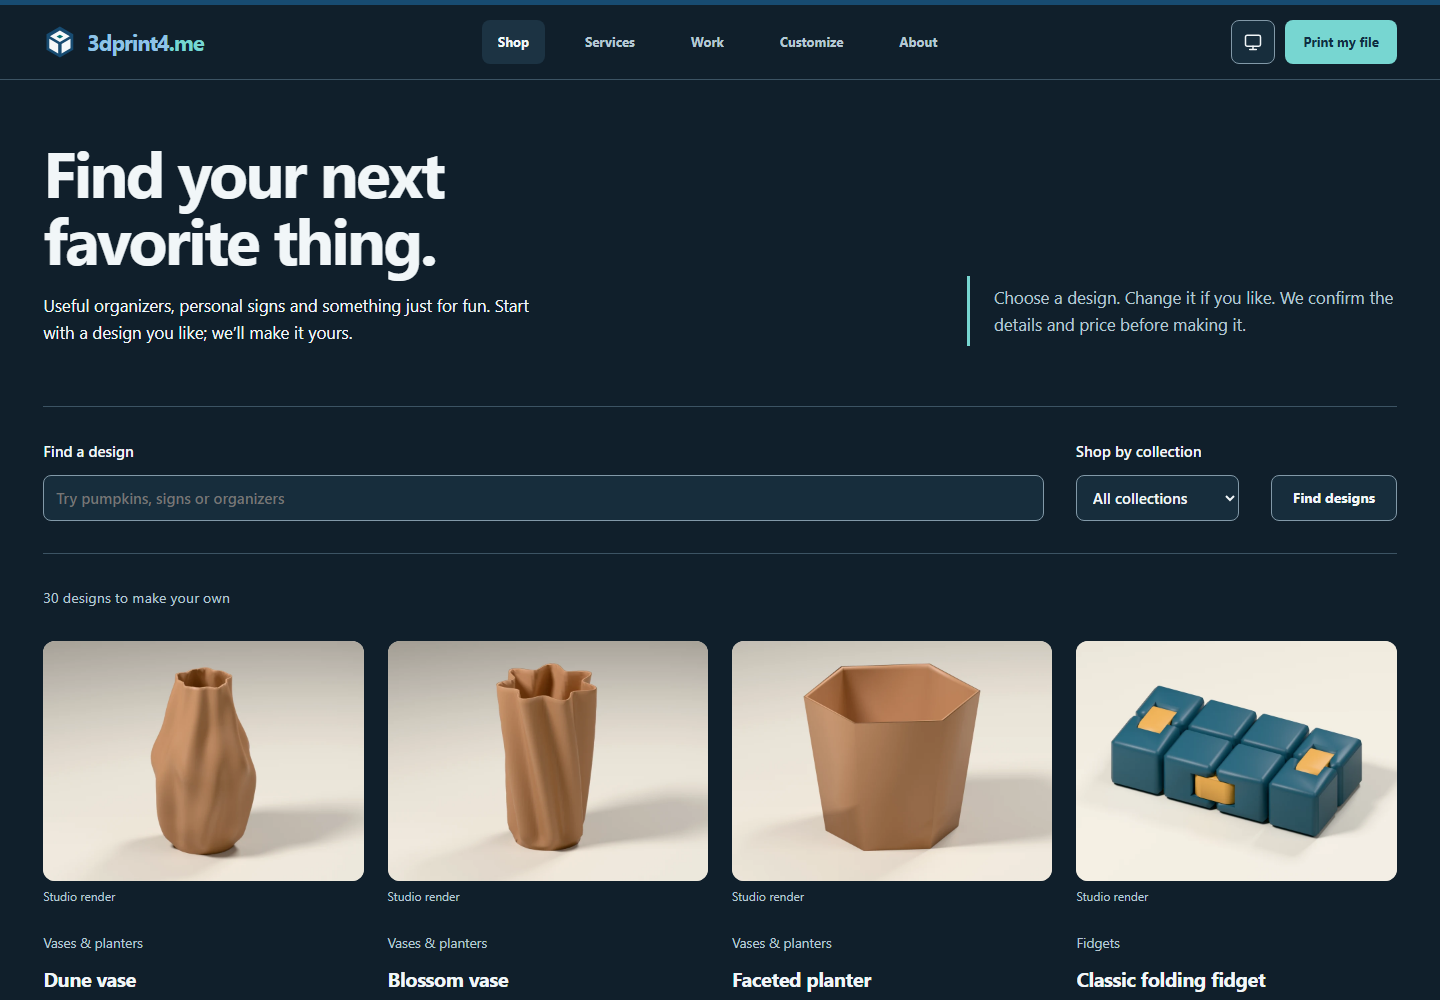 3dprint4.me
Shop
Services
Work
Customize
About
Print my file
Find your next
favorite thing.
Useful organizers, personal signs and something just for fun. Start
with a design you like; we’ll make it yours.
Choose a design. Change it if you like. We confirm the
details and price before making it.
Find a design
Try pumpkins, signs or organizers
Shop by collection
All collections
Find designs
30 designs to make your own
Studio render
Vases & planters
Dune vase
Studio render
Vases & planters
Blossom vase
Studio render
Vases & planters
Faceted planter
Studio render
Fidgets
Classic folding fidget